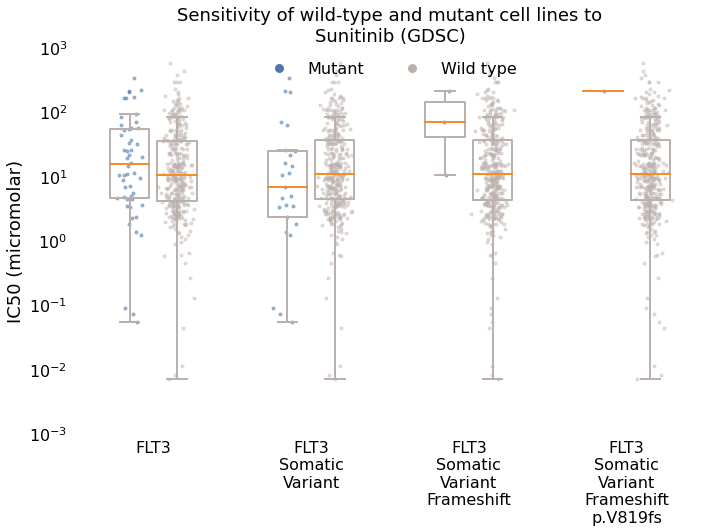 Sensitivity of wild-type and mutant cell lines to
Sunitinib (GDSC)
Mutant
Wild type
IC50 (micromolar)
10³
10²
10¹
10⁰
10⁻¹
10⁻²
10⁻³
FLT3
FLT3
Somatic
Variant
FLT3
Somatic
Variant
Frameshift
FLT3
Somatic
Variant
Frameshift
p.V819fs